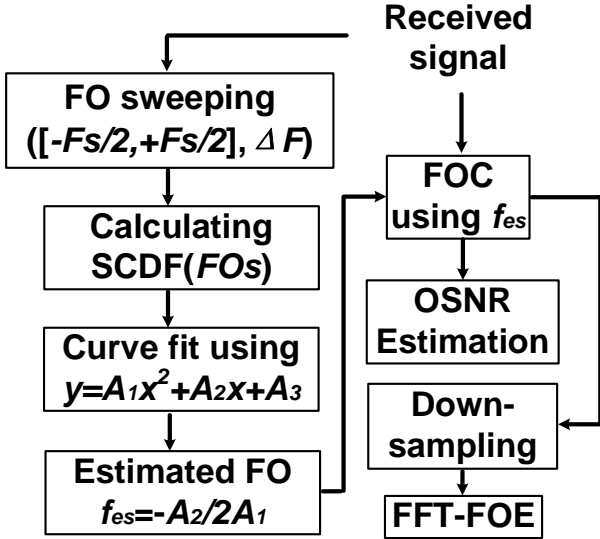 Received
signal
FO sweeping
([-Fs/2,+Fs/2], Δ F)
Calculating
SCDF(FOs)
Curve fit using
y=A₁x²+A₂x+A₃
Estimated FO
fes=-A₂/2A₁
FOC
using fes
OSNR
Estimation
Down-
sampling
FFT-FOE